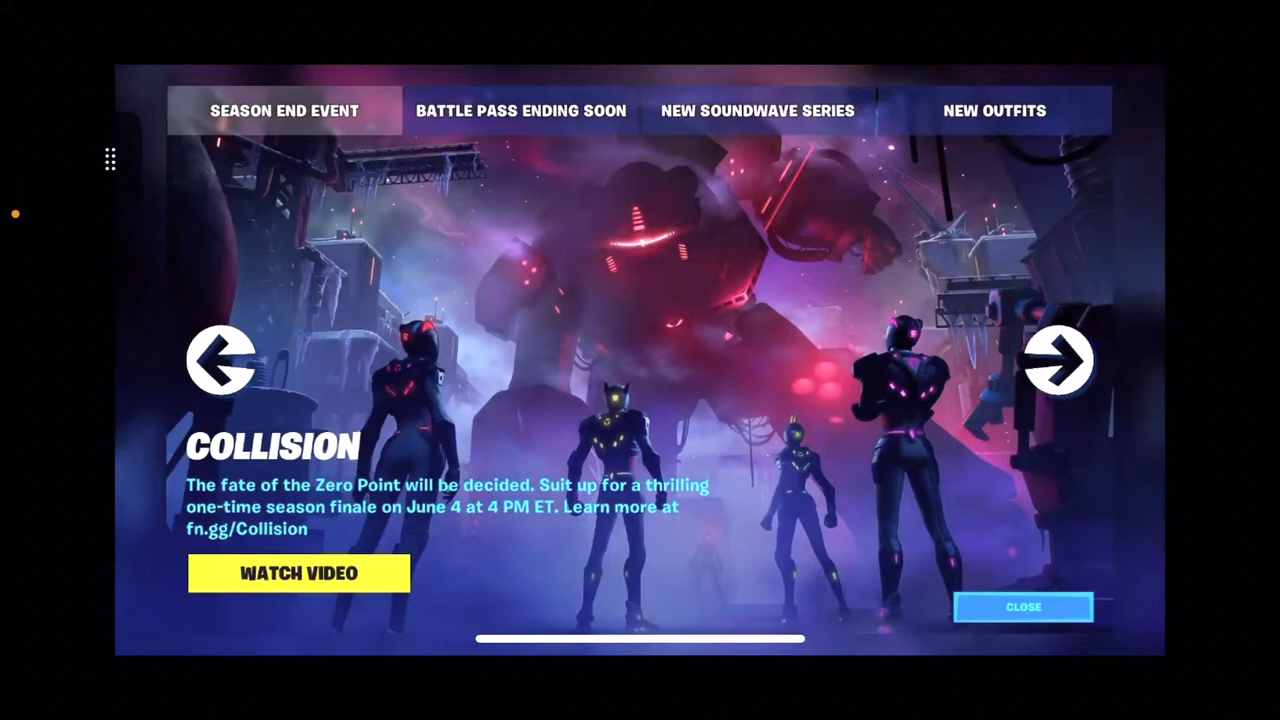 SEASON END EVENT
BATTLE PASS ENDING SOON
NEW SOUNDWAVE SERIES
NEW OUTFITS
COLLISION
The fate of the Zero Point will be decided. Suit up for a thrilling
one-time season finale on June 4 at 4 PM ET. Learn more at
fn.gg/Collision
WATCH VIDEO
CLOSE